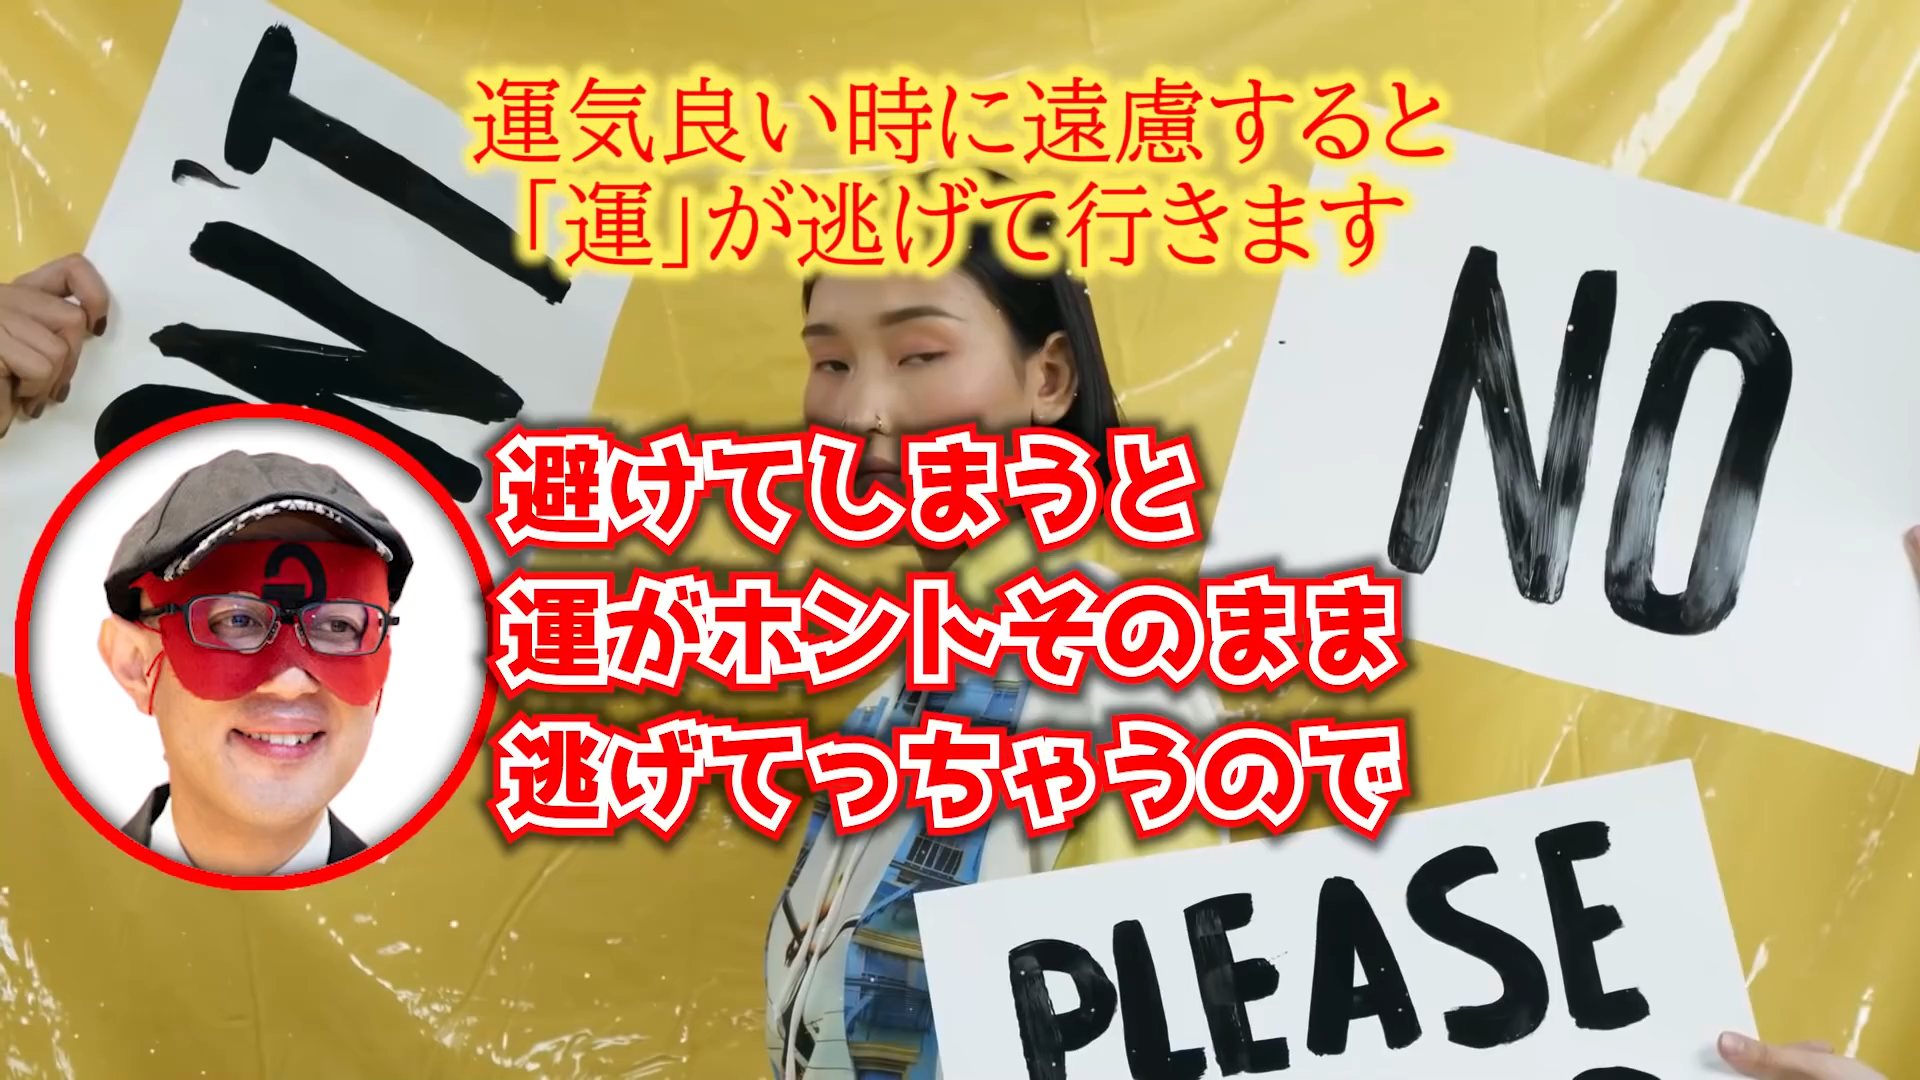 運気良い時に遠慮すると
「運」が逃げて行きます
N'T
避けてしまうと
運がホントそのまま
逃げてっちゃうので
NO
PLEASE